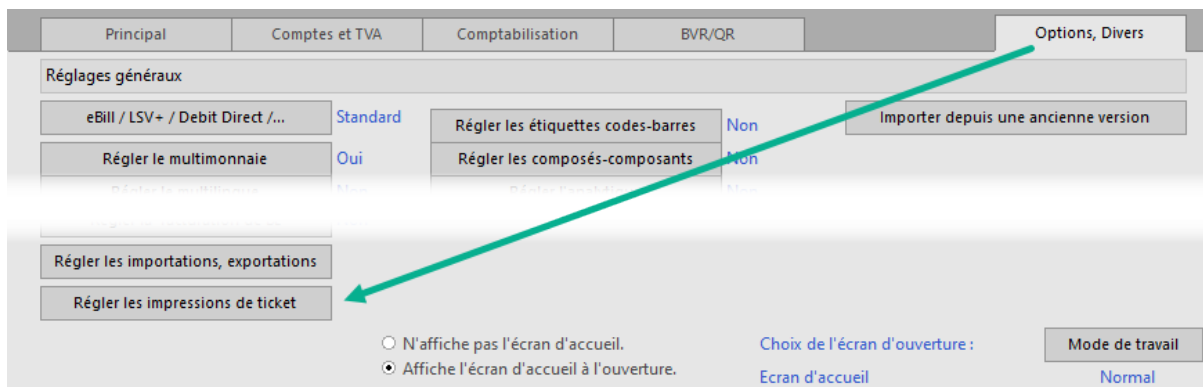 Principal
Comptes et TVA
Comptabilisation
BVR/QR
Options, Divers
Réglages généraux
eBill / LSV+ / Debit Direct /... Standard
Régler les étiquettes codes-barres Non
Importer depuis une ancienne version
Régler le multimonnaie Oui
Régler les composés-composants Non
Régler les importations, exportations
Régler les impressions de ticket
N'affiche pas l'écran d'accueil.
Choix de l'écran d'ouverture :
Mode de travail
Affiche l'écran d'accueil à l'ouverture.
Ecran d'accueil
Normal